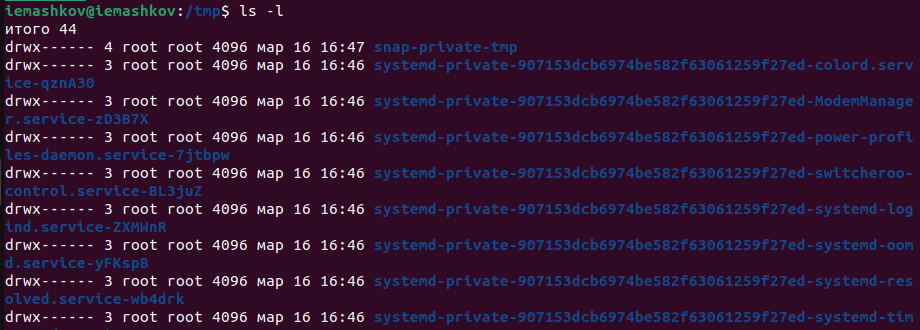 iemashkov@iemashkov:/tmp$ ls -l
итого 44
drwx------ 4 root root 4096 мар 16 16:47 snap-private-tmp
drwx------ 3 root root 4096 мар 16 16:46 systemd-private-907153dcb6974be582f63061259f27ed-colord.serv
ice-qznA30
drwx------ 3 root root 4096 мар 16 16:46 systemd-private-907153dcb6974be582f63061259f27ed-ModemManage
r.service-zD3B7X
drwx------ 3 root root 4096 мар 16 16:46 systemd-private-907153dcb6974be582f63061259f27ed-power-profi
les-daemon.service-7jtbpw
drwx------ 3 root root 4096 мар 16 16:46 systemd-private-907153dcb6974be582f63061259f27ed-switcheroo-
control.service-BL3juZ
drwx------ 3 root root 4096 мар 16 16:46 systemd-private-907153dcb6974be582f63061259f27ed-systemd-log
ind.service-ZXMWnR
drwx------ 3 root root 4096 мар 16 16:46 systemd-private-907153dcb6974be582f63061259f27ed-systemd-oom
d.service-yFKspB
drwx------ 3 root root 4096 мар 16 16:46 systemd-private-907153dcb6974be582f63061259f27ed-systemd-res
olved.service-wb4drk
drwx------ 3 root root 4096 мар 16 16:46 systemd-private-907153dcb6974be582f63061259f27ed-systemd-tim